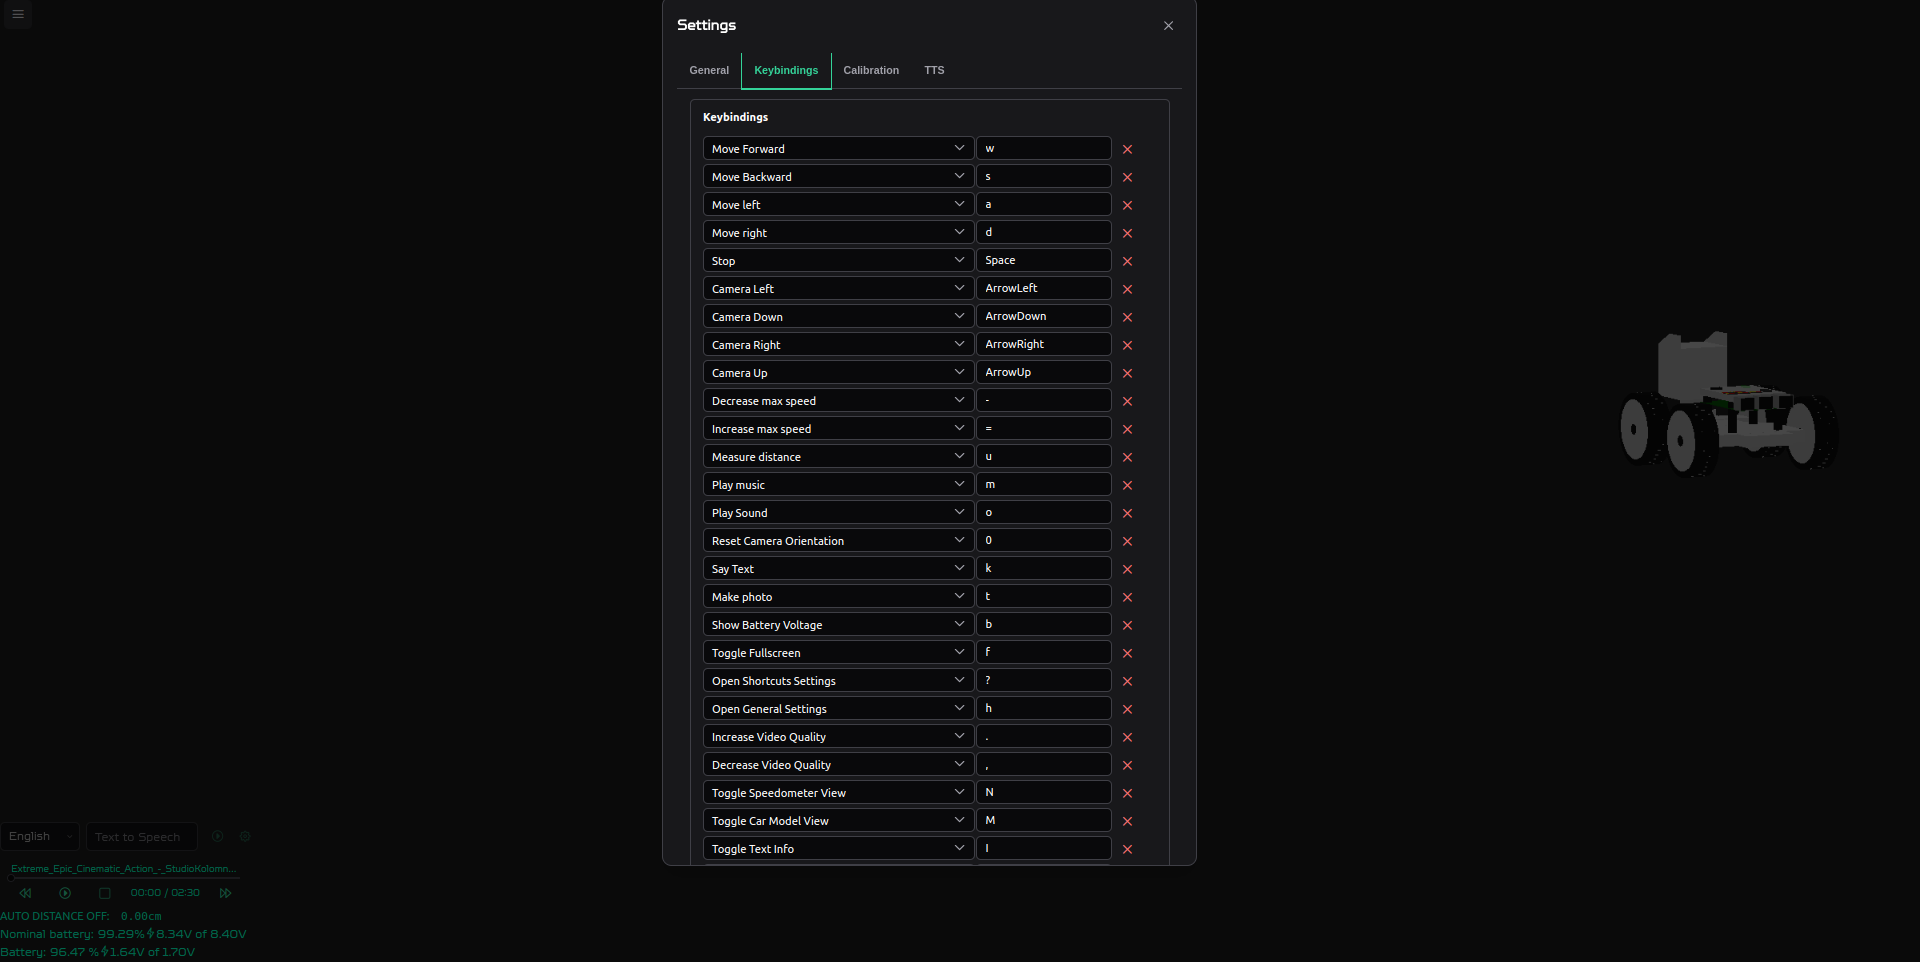 Settings
General Keybindings Calibration TTS
Keybindings
Move Forward w
Move Backward s
Move left a
Move right d
Stop Space
Camera Left ArrowLeft
Camera Down ArrowDown
Camera Right ArrowRight
Camera Up ArrowUp
Decrease max speed -
Increase max speed =
Measure distance u
Play music m
Play Sound o
Reset Camera Orientation 0
Say Text k
Make photo t
Show Battery Voltage b
Toggle Fullscreen f
Open Shortcuts Settings ?
Open General Settings h
Increase Video Quality .
Decrease Video Quality ,
Toggle Speedometer View N
Toggle Car Model View M
Toggle Text Info I
English Text to Speech
Extreme_Epic_Cinematic_Action_-_StudioKolomn...
00:00 / 02:30
AUTO DISTANCE OFF: 0.00cm
Nominal battery: 99.29% 8.34V of 8.40V
Battery: 96.47 % 1.64V of 1.70V